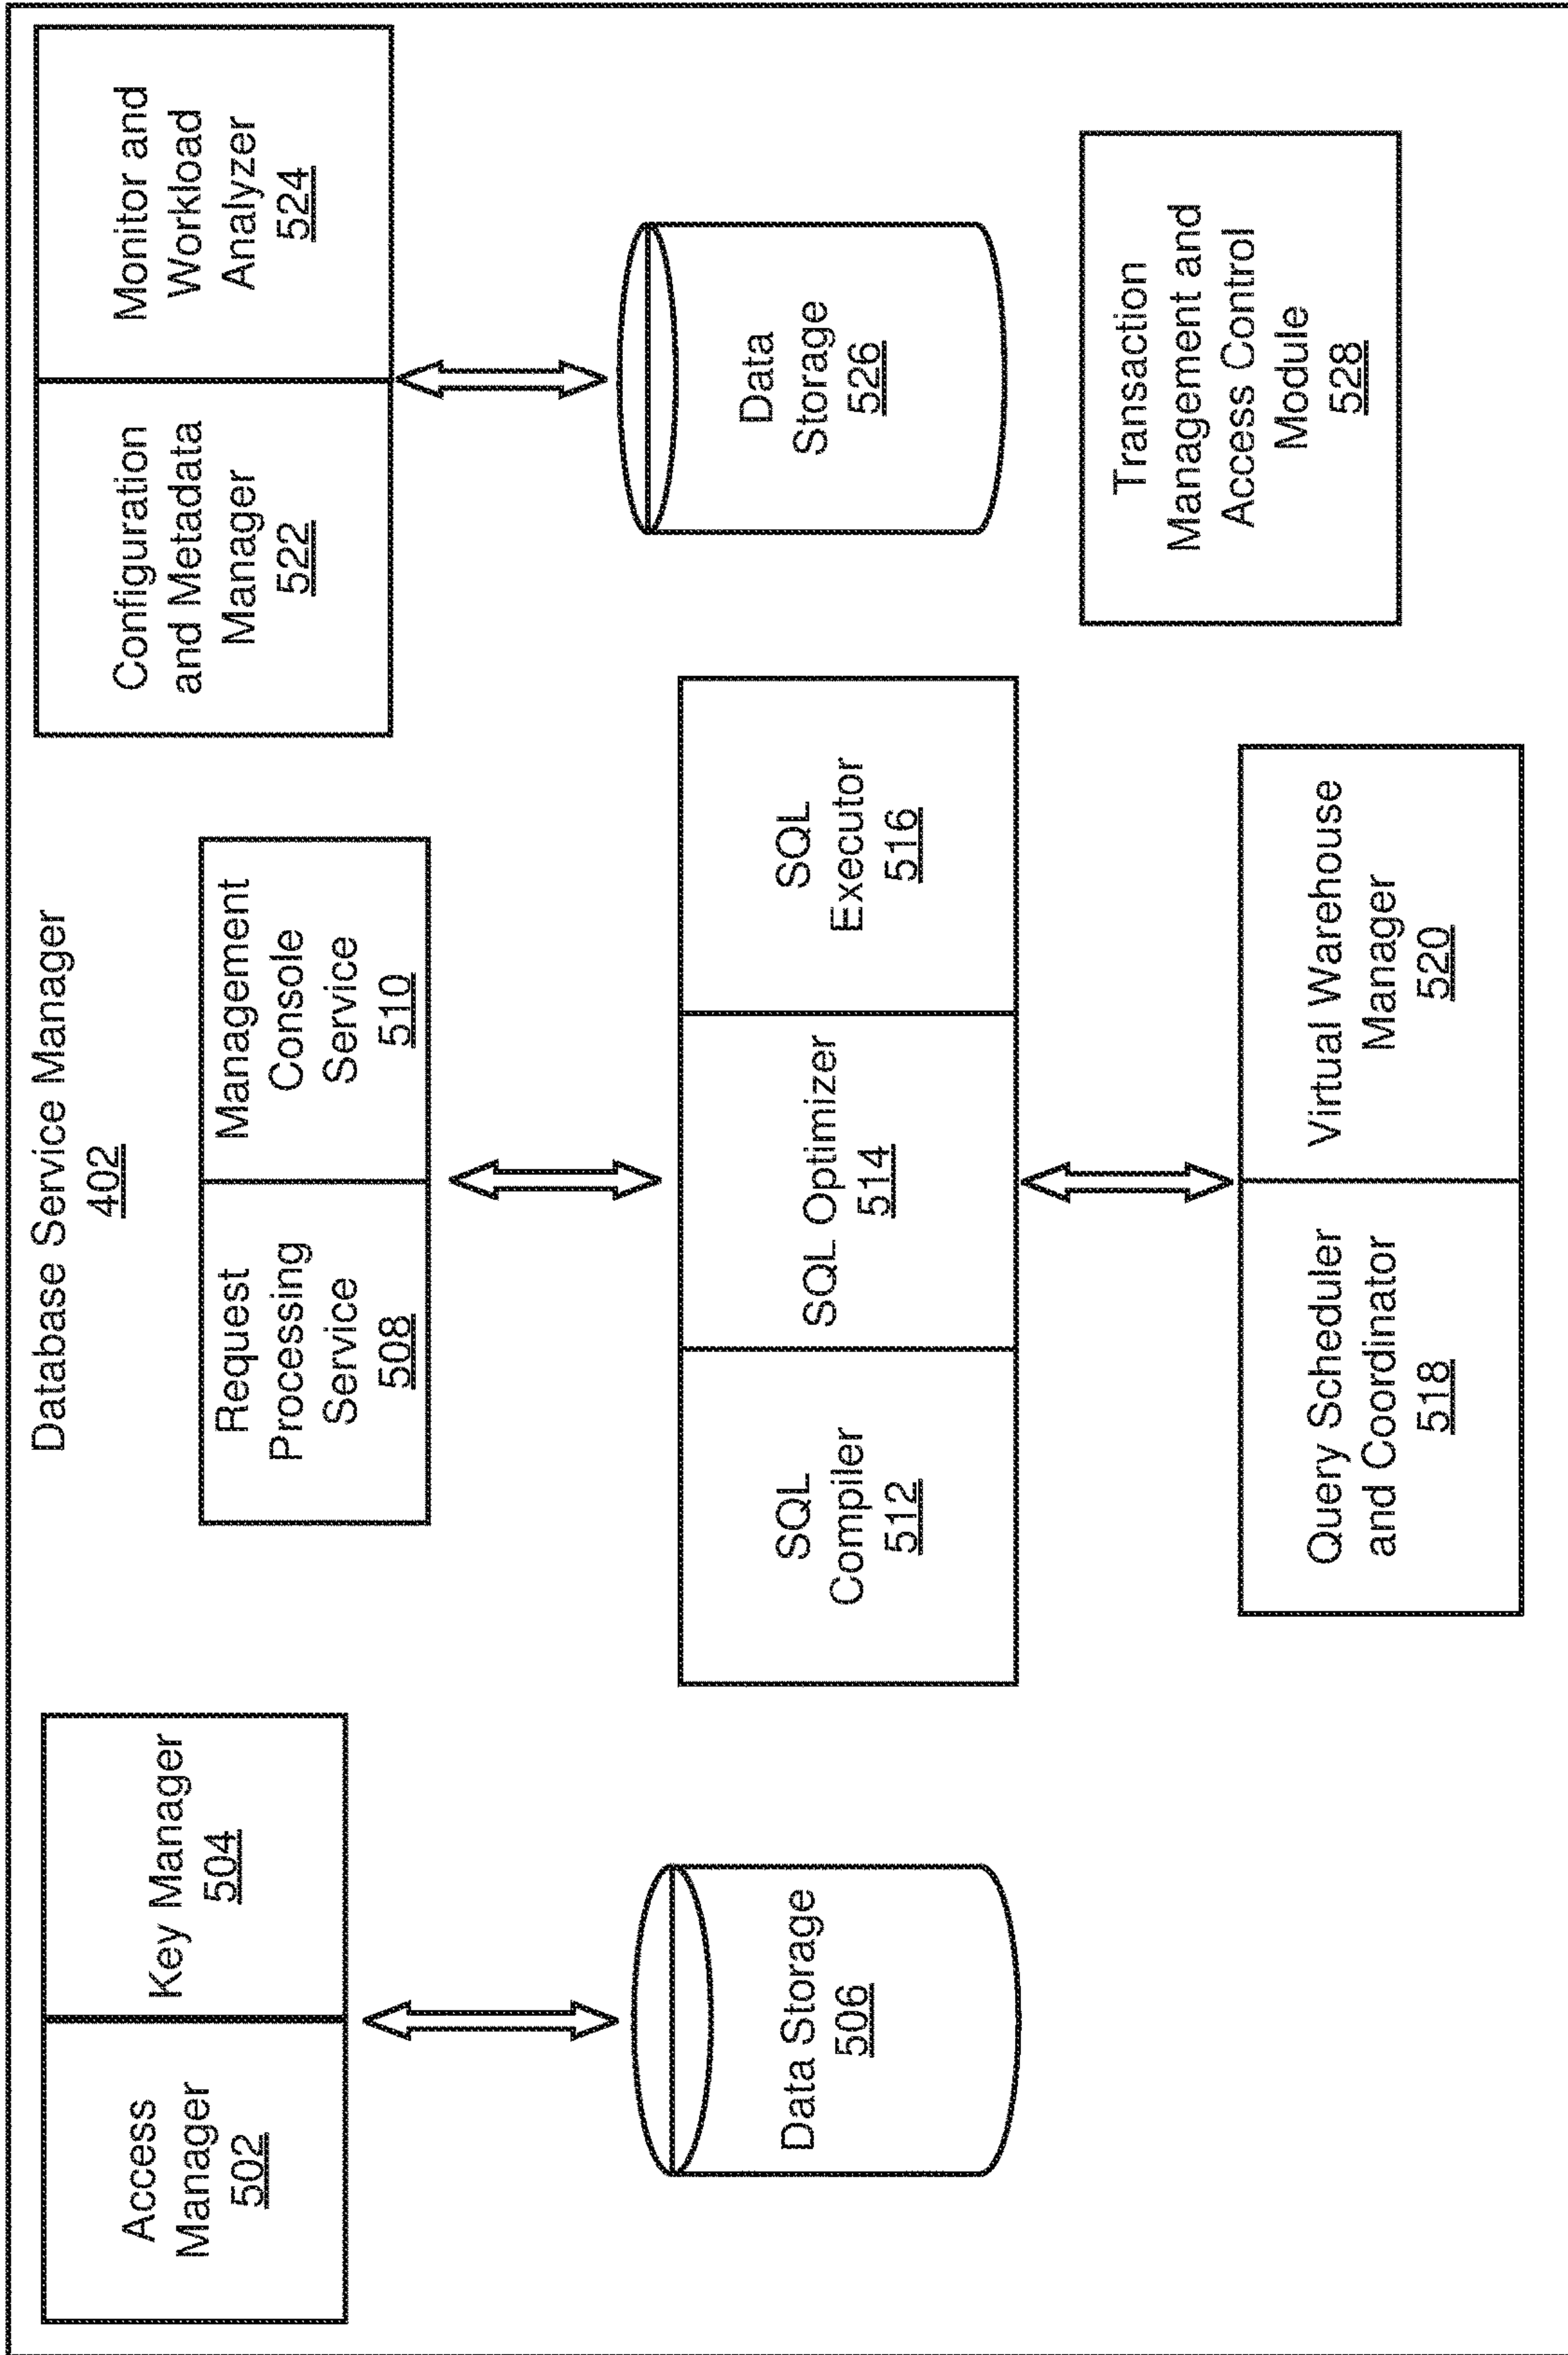 Database Service Manager
402
Access
Manager
502
Key Manager
504
Data Storage
506
Request
Processing
Service
508
Management
Console
Service
510
SQL
Compiler
512
SQL Optimizer
514
SQL
Executor
516
Query Scheduler
and Coordinator
518
Virtual Warehouse
Manager
520
Configuration
and Metadata
Manager
522
Monitor and
Workload
Analyzer
524
Data
Storage
526
Transaction
Management and
Access Control
Module
528